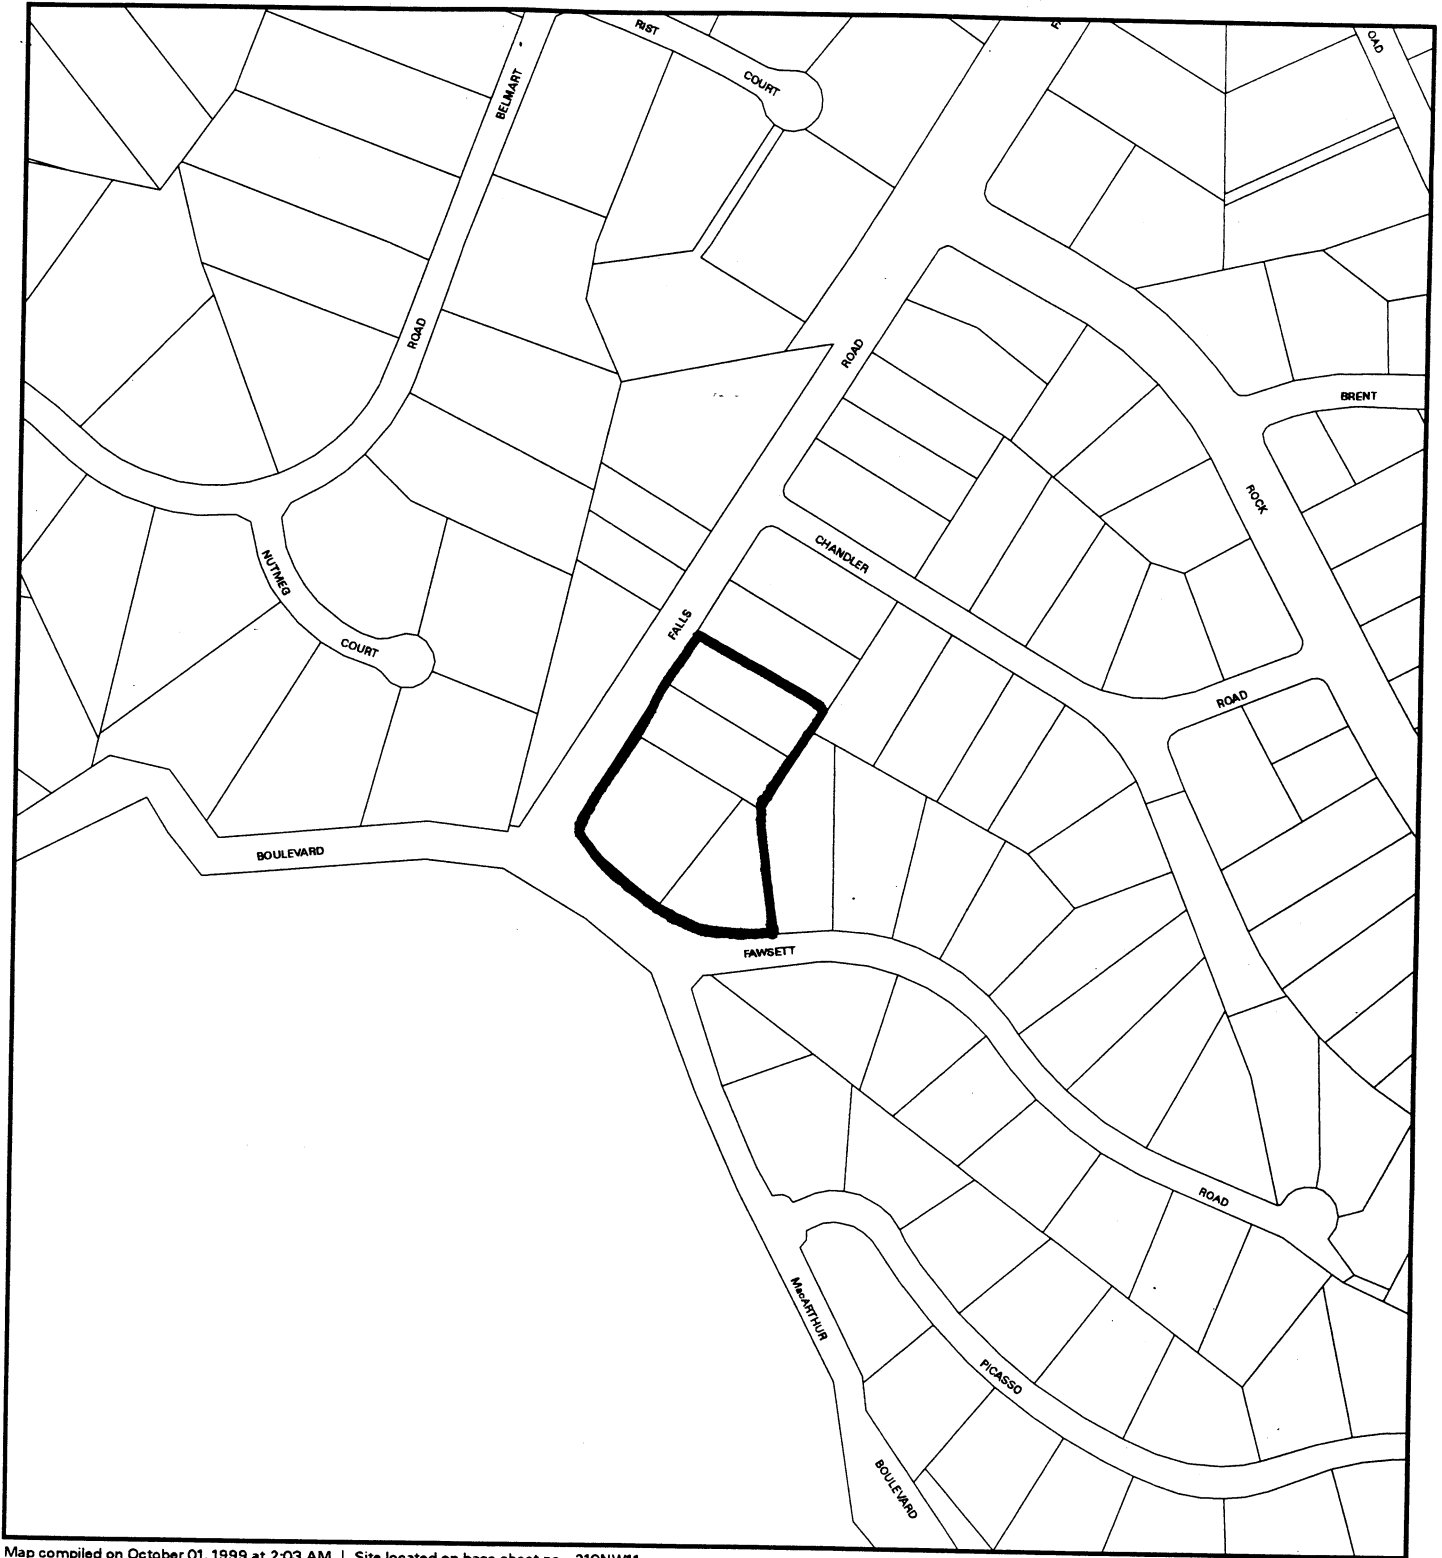 RIST
COURT
OAD
BELMART
ROAD
ROAD
BRENT
ROCK
CHANDLER
NUTMEG
COURT
FALLS
ROAD
BOULEVARD
FAWSETT
ROAD
MacARTHUR
PICASSO
BOULEVARD
Map compiled on October 01, 1999 at 2:03 AM | Site located on base sheet no -